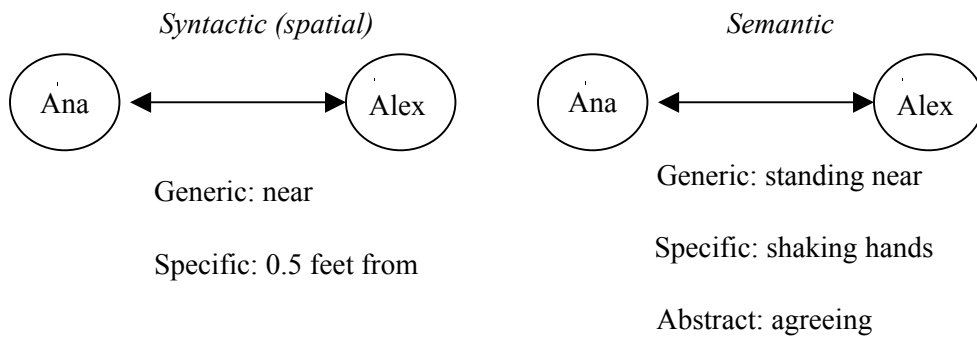 Syntactic (spatial)
Ana
Alex
Generic: near
Specific: 0.5 feet from
Semantic
Ana
Alex
Generic: standing near
Specific: shaking hands
Abstract: agreeing